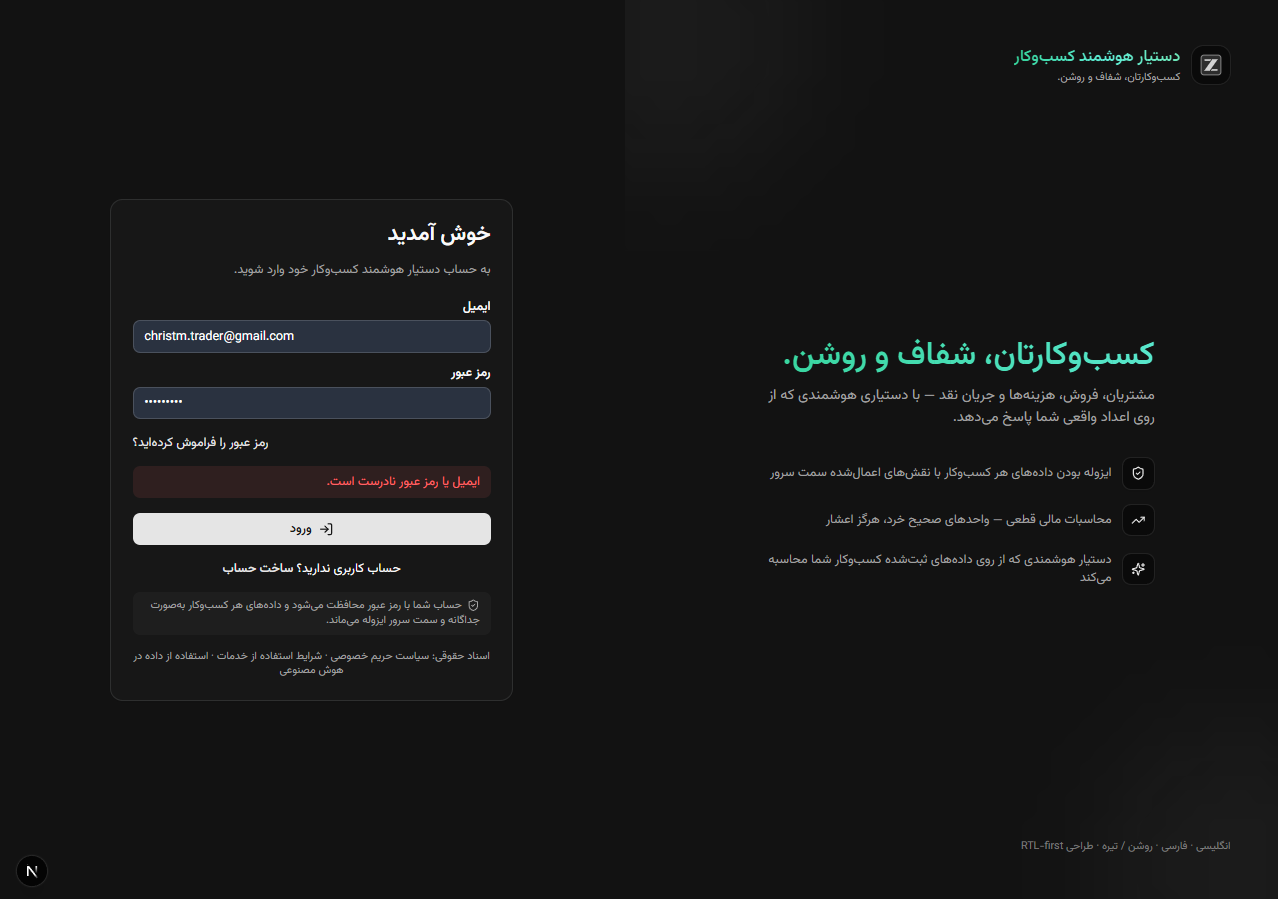 دستیار هوشمند کسب‌وکار
کسب‌وکارتان، شفاف و روشن.
کسب‌وکارتان، شفاف و روشن.
مشتریان، فروش، هزینه‌ها و جریان نقد — با دستیاری هوشمندی که از
روی اعداد واقعی شما پاسخ می‌دهد.
ایزوله بودن داده‌های هر کسب‌وکار با نقش‌های اعمال‌شده سمت سرور
محاسبات مالی قطعی — واحدهای صحیح خرد، هرگز اعشار
دستیار هوشمندی که از روی داده‌های ثبت‌شده کسب‌وکار شما محاسبه
می‌کند
انگلیسی · فارسی · روشن / تیره · طراحی RTL-first
خوش آمدید
به حساب دستیار هوشمند کسب‌وکار خود وارد شوید.
ایمیل
christm.trader@gmail.com
رمز عبور
•••••••••
رمز عبور را فراموش کرده‌اید؟
ایمیل یا رمز عبور نادرست است.
ورود
حساب کاربری ندارید؟ ساخت حساب
حساب شما با رمز عبور محافظت می‌شود و داده‌های هر کسب‌وکار به‌صورت
جداگانه و سمت سرور ایزوله می‌ماند.
اسناد حقوقی: سیاست حریم خصوصی · شرایط استفاده از خدمات · استفاده از داده در
هوش مصنوعی
N